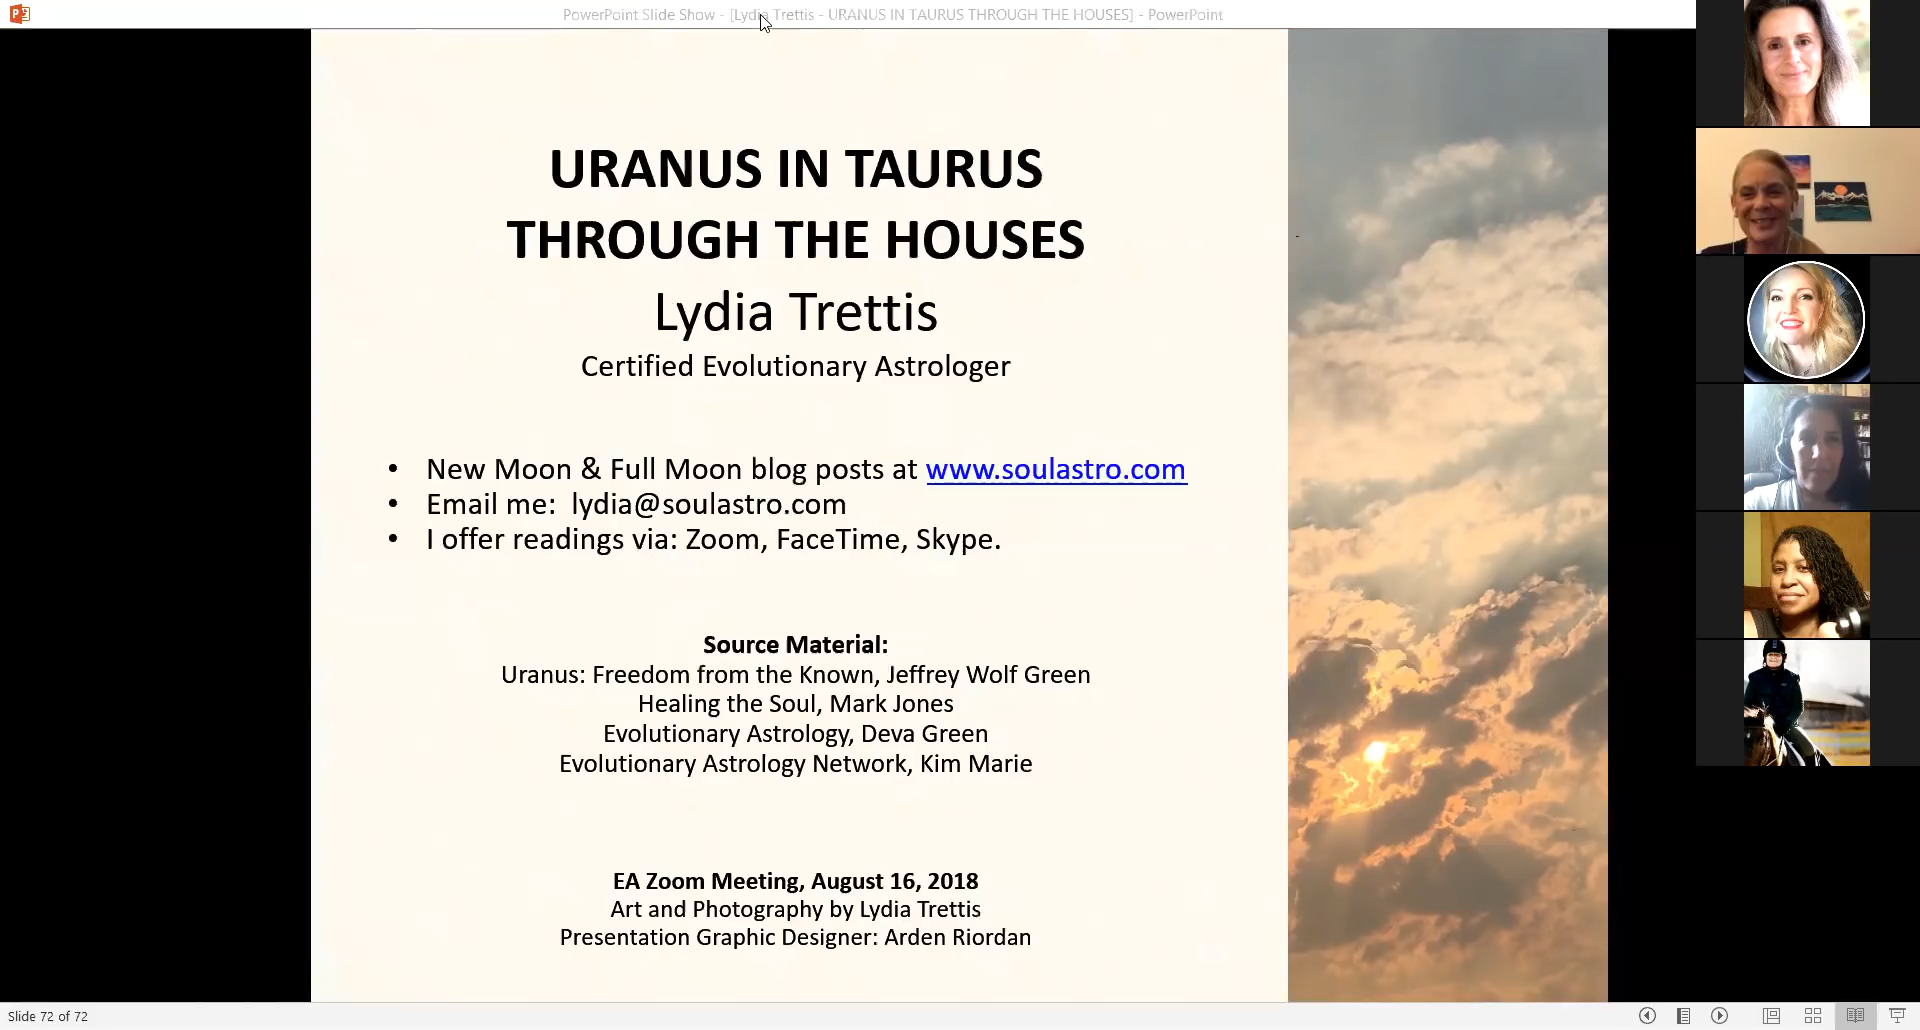 PowerPoint Slide Show - [Lydia Trettis - URANUS IN TAURUS THROUGH THE HOUSES] - PowerPoint
URANUS IN TAURUS
THROUGH THE HOUSES
Lydia Trettis
Certified Evolutionary Astrologer
• New Moon & Full Moon blog posts at www.soulastro.com
• Email me: lydia@soulastro.com
• I offer readings via: Zoom, FaceTime, Skype.
Source Material:
Uranus: Freedom from the Known, Jeffrey Wolf Green
Healing the Soul, Mark Jones
Evolutionary Astrology, Deva Green
Evolutionary Astrology Network, Kim Marie
EA Zoom Meeting, August 16, 2018
Art and Photography by Lydia Trettis
Presentation Graphic Designer: Arden Riordan
Slide 72 of 72